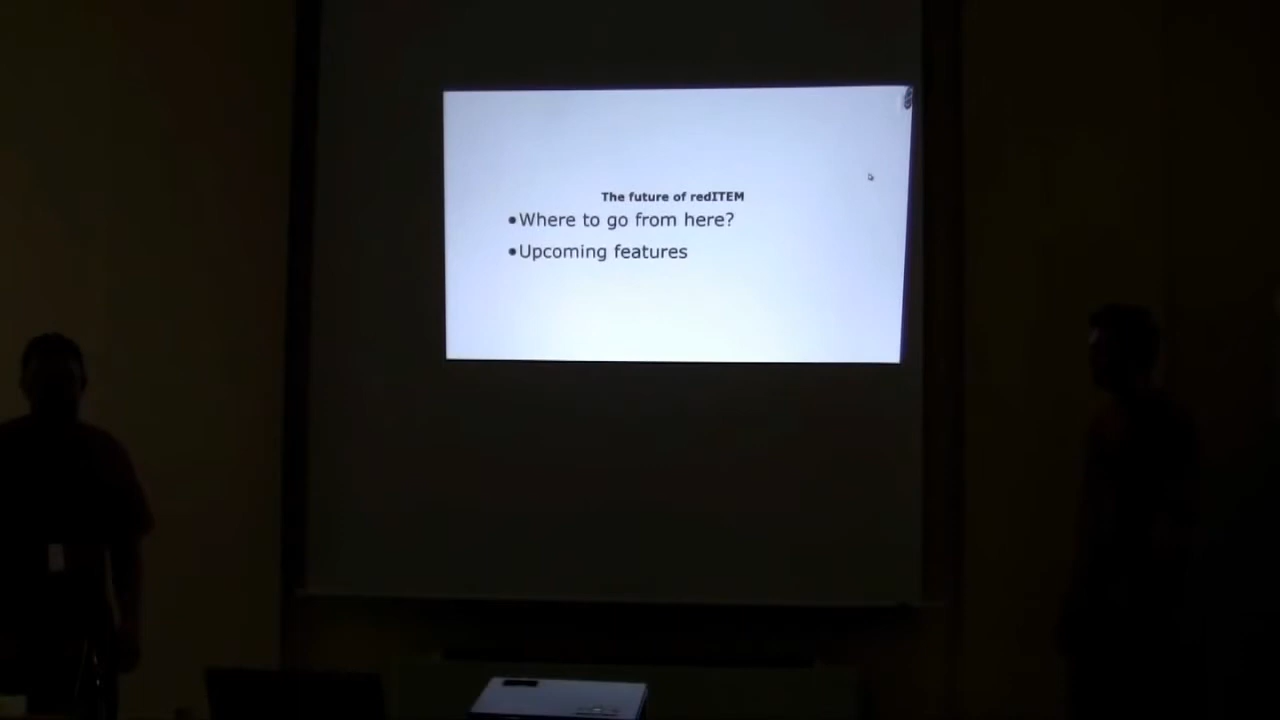 The future of redITEM
•Where to go from here?
•Upcoming features